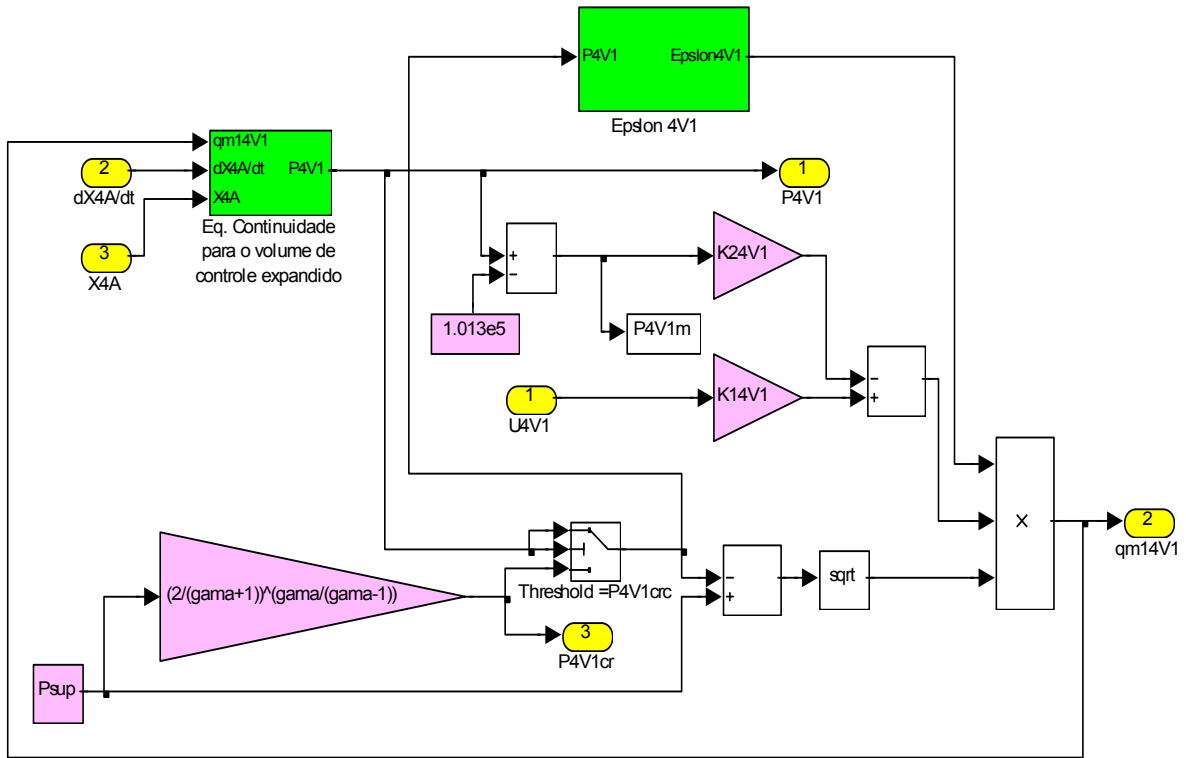 P4V1
Epslon4V1
Epslon 4V1
qm14V1
dX4A/dt
P4V1
X4A
2
dX4A/dt
3
X4A
Eq. Continuidade
para o volume de
controle expandido
1
P4V1
+
−
K24V1
1.013e5
P4V1m
1
U4V1
K14V1
−
+
X
2
qm14V1
(2/(gama+1))^(gama/(gama-1))
Threshold =P4V1crc
−
+
sqrt
3
P4V1cr
Psup